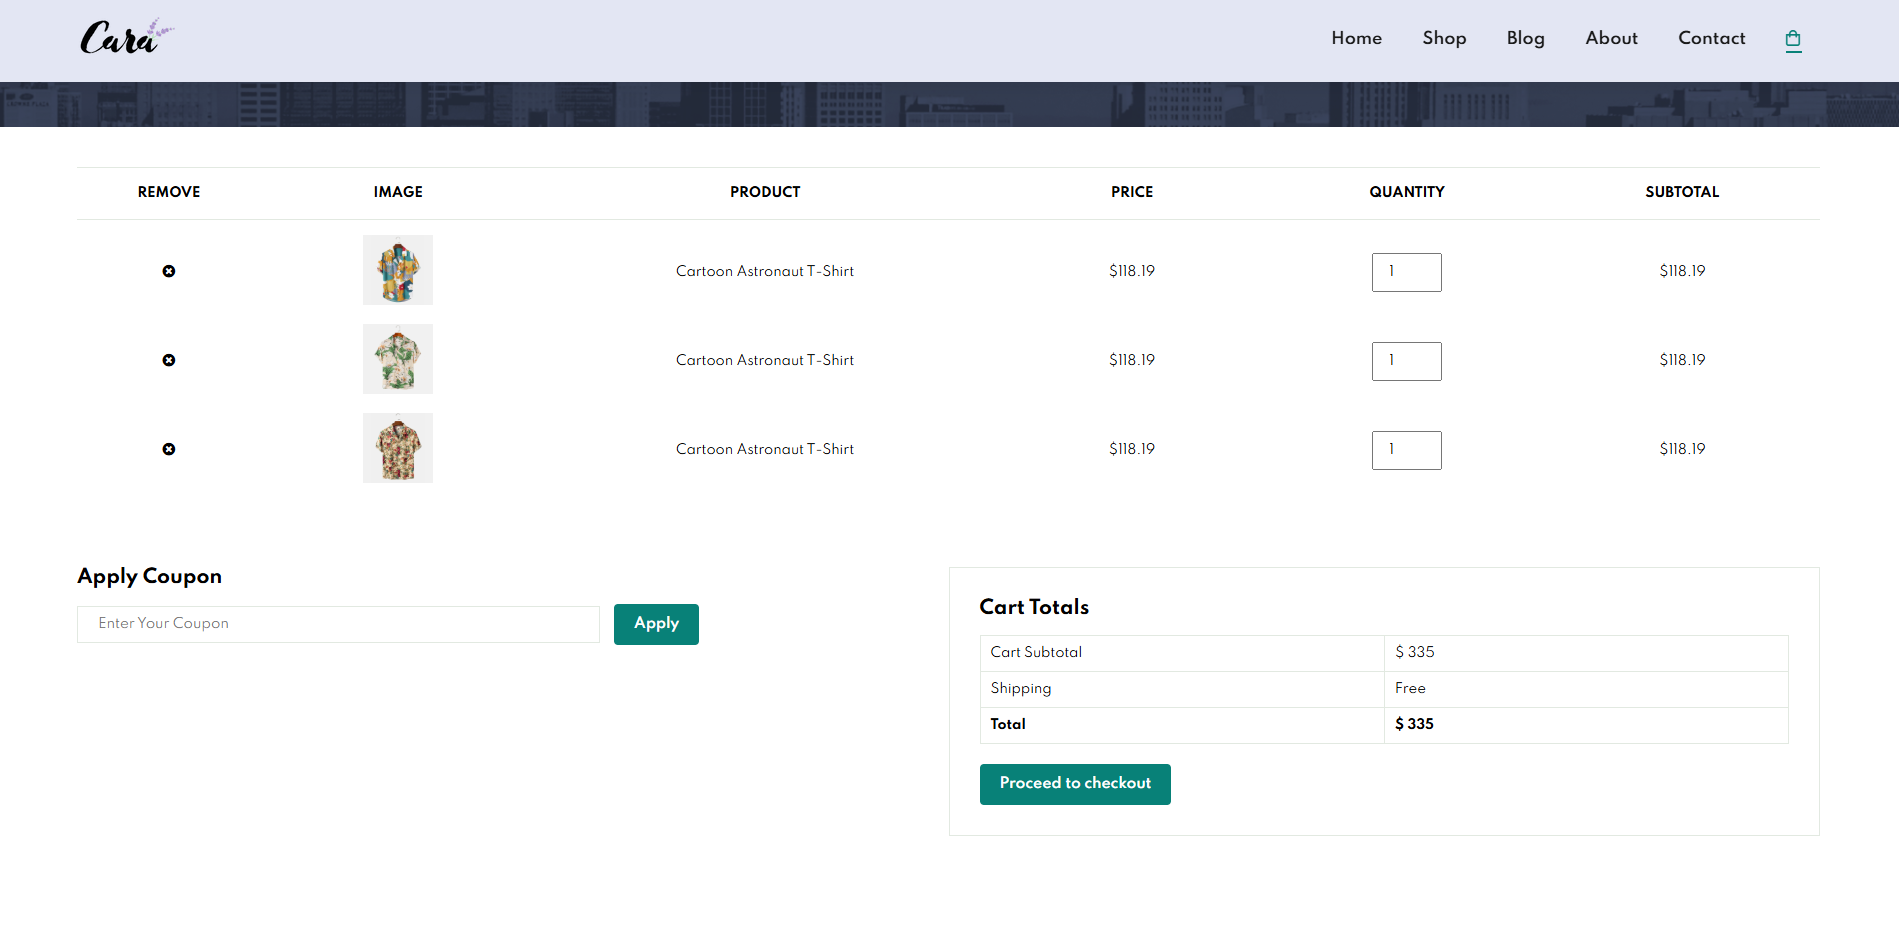 Cara
Home Shop Blog About Contact
REMOVE IMAGE PRODUCT PRICE QUANTITY SUBTOTAL
Cartoon Astronaut T-Shirt $118.19 1 $118.19
Cartoon Astronaut T-Shirt $118.19 1 $118.19
Cartoon Astronaut T-Shirt $118.19 1 $118.19
Apply Coupon
Enter Your Coupon Apply
Cart Totals
Cart Subtotal $ 335
Shipping Free
Total $ 335
Proceed to checkout